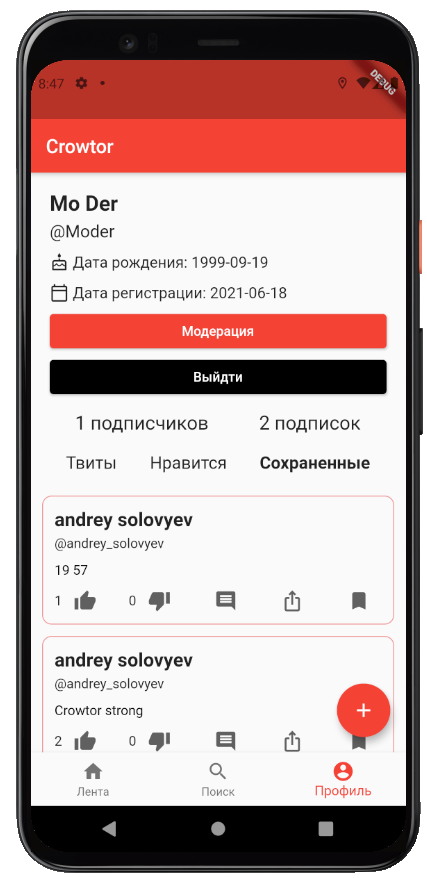 8:47
DEBUG
Crowtor
Mo Der
@Moder
Дата рождения: 1999-09-19
Дата регистрации: 2021-06-18
Модерация
Выйдти
1 подписчиков 2 подписок
Твиты Нравится Сохраненные
andrey solovyev
@andrey_solovyev
19 57
1 0
andrey solovyev
@andrey_solovyev
Crowtor strong
2 0
+
Лента Поиск Профиль